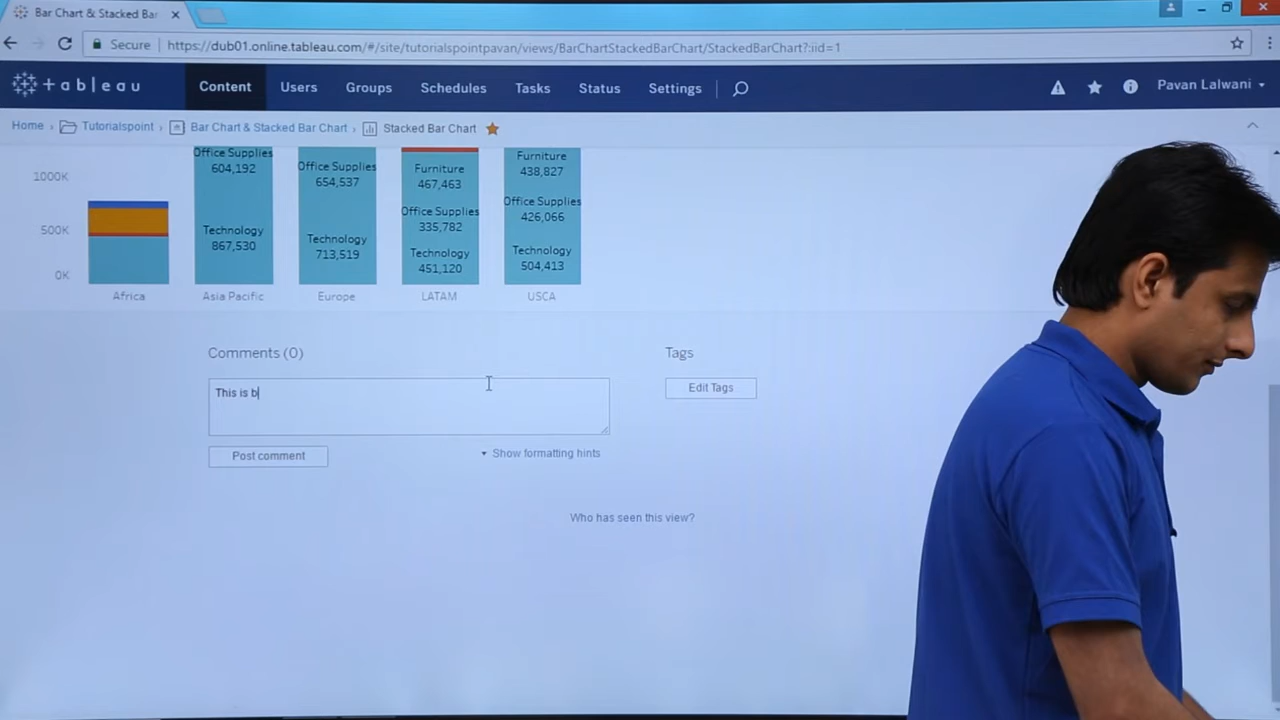 Bar Chart & Stacked Bar
Secure https://dub01.online.tableau.com/#/site/tutorialspointpavan/views/BarChartStackedBarChart/StackedBarChart?:iid=1
+ableau Content Users Groups Schedules Tasks Status Settings Pavan Lalwani
Home Tutorialspoint Bar Chart & Stacked Bar Chart Stacked Bar Chart
1000K
500K
0K
Office Supplies
604,192
Technology
867,530
Office Supplies
654,537
Technology
713,519
Furniture
467,463
Office Supplies
335,782
Technology
451,120
Furniture
438,827
Office Supplies
426,066
Technology
504,413
Africa Asia Pacific Europe LATAM USCA
Comments (0)
This is b
Post comment
Show formatting hints
Tags
Edit Tags
Who has seen this view?